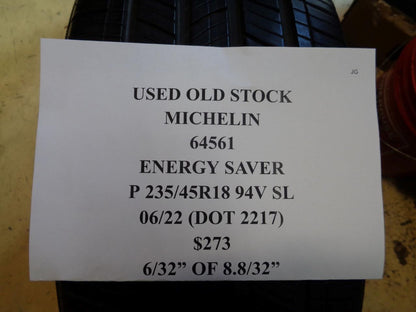 JG
USED OLD STOCK
MICHELIN
64561
ENERGY SAVER
P 235/45R18 94V SL
06/22 (DOT 2217)
$273
6/32” OF 8.8/32”